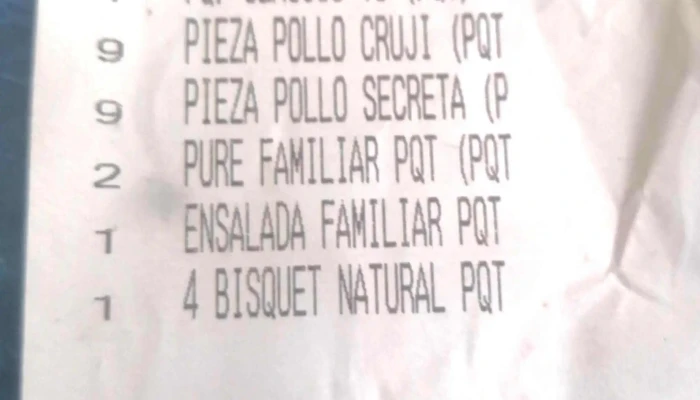 9 PIEZA POLLO CRUJI (PQT
9 PIEZA POLLO SECRETA (P
2 PURE FAMILIAR PQT (PQT
1 ENSALADA FAMILIAR PQT
1 4 BISQUET NATURAL PQT